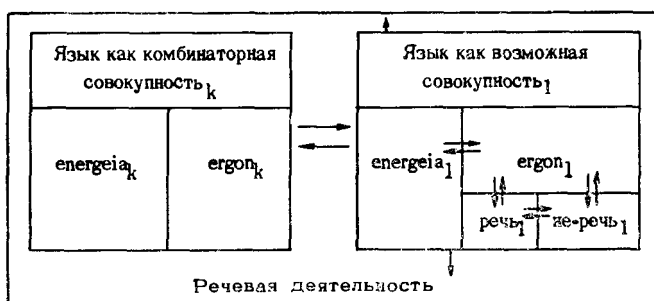 Язык как комбинаторная
совокупность k
Язык как возможная
совокупность 1
energeia k
ergon k
energeia 1
ergon 1
речь 1
не-речь 1
Речевая деятельность